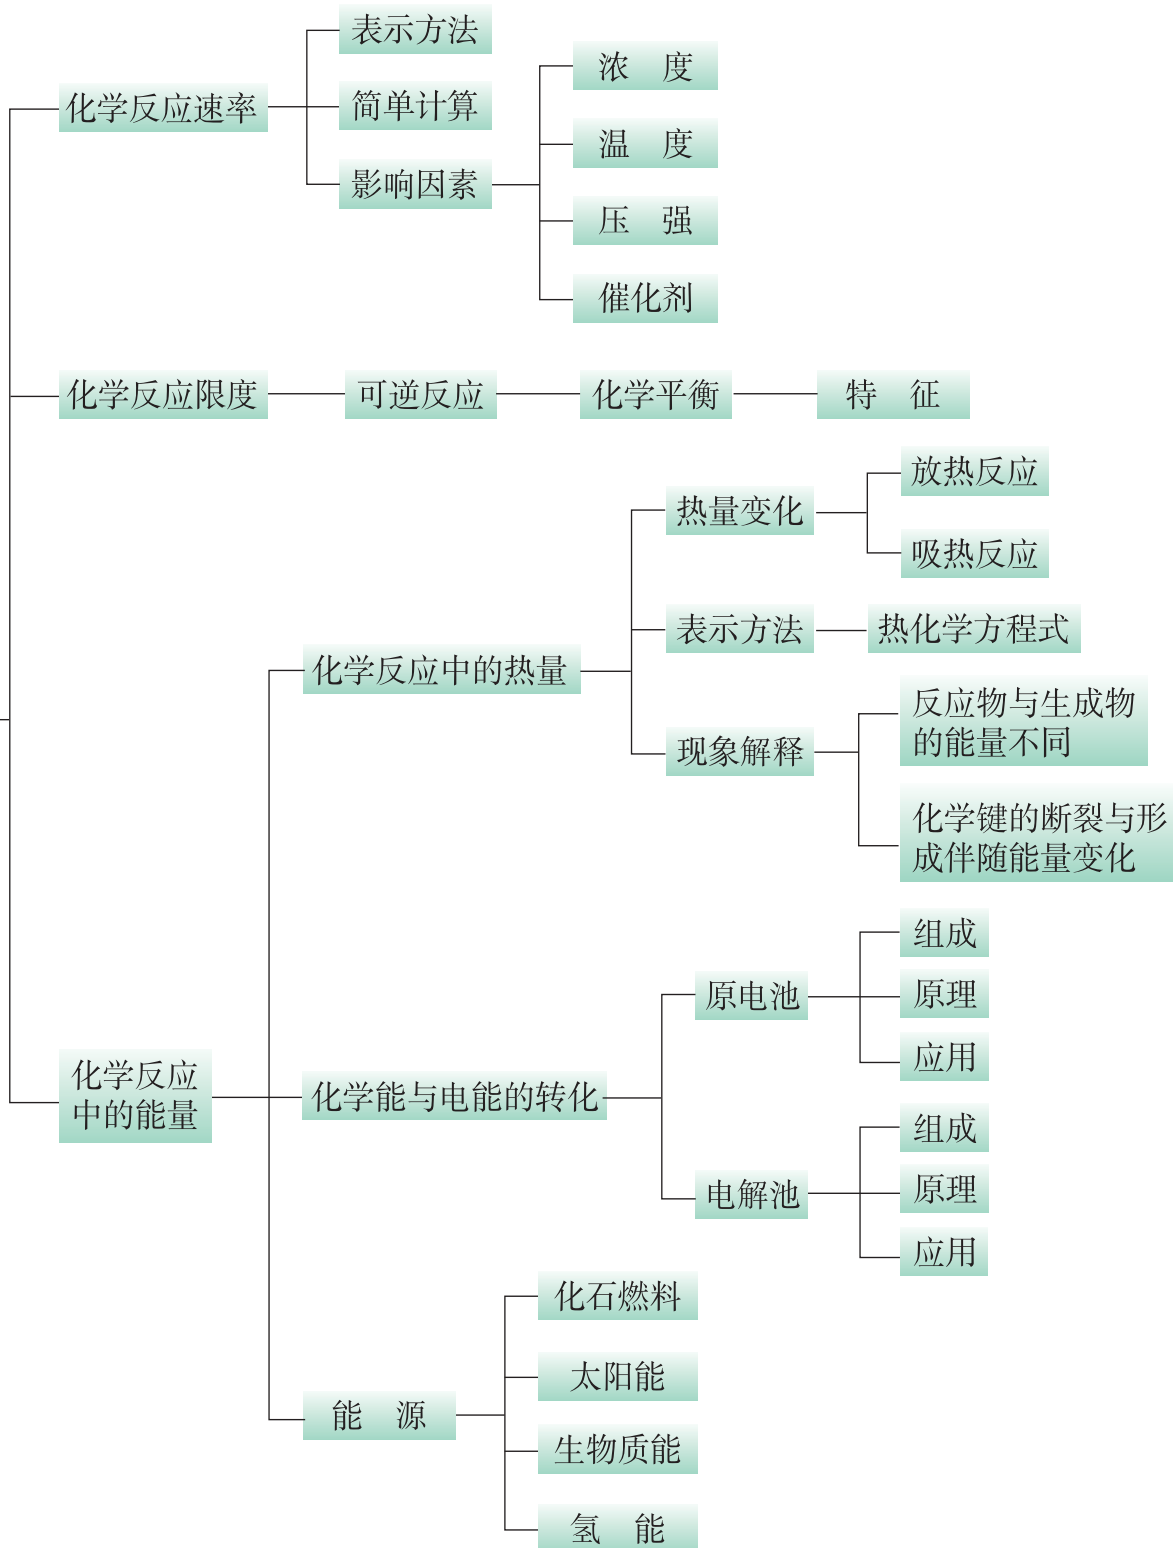 化学反应速率
表示方法
简单计算
影响因素
浓 度
温 度
压 强
催化剂
化学反应限度
可逆反应
化学平衡
特 征
化学反应
中的能量
化学反应中的热量
热量变化
放热反应
吸热反应
表示方法
热化学方程式
现象解释
反应物与生成物
的能量不同
化学键的断裂与形
成伴随能量变化
化学能与电能的转化
原电池
组成
原理
应用
电解池
组成
原理
应用
能 源
化石燃料
太阳能
生物质能
氢 能